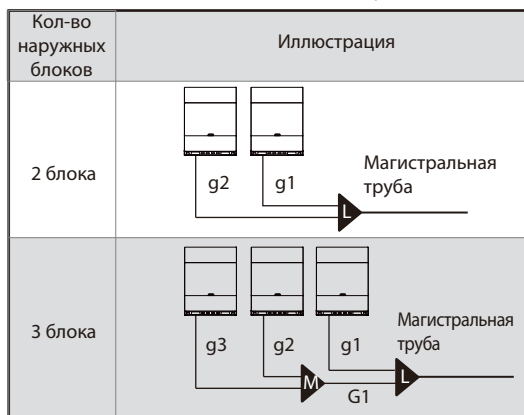 Кол-во
наружных
блоков
Иллюстрация
2 блока
g2
g1
Магистральная
труба
L
3 блока
g3
g2
g1
Магистральная
труба
M
G1
L